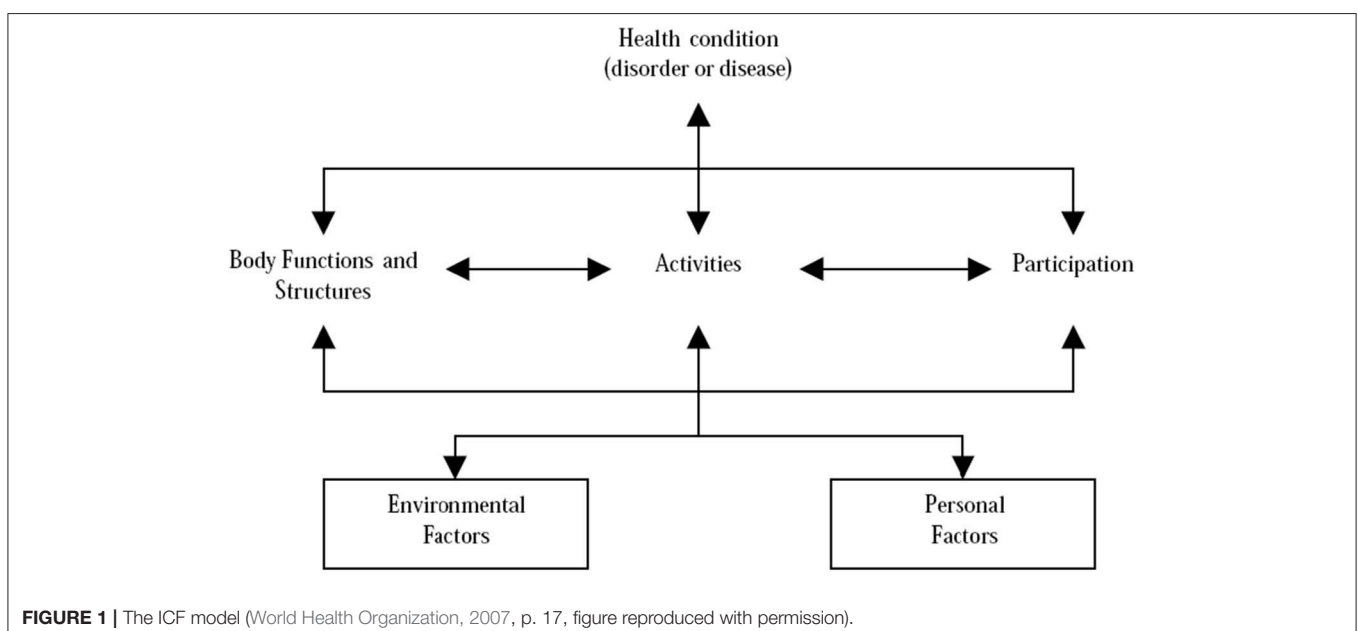 Health condition
(disorder or disease)
Body Functions and
Structures
Activities
Participation
Environmental
Factors
Personal
Factors
FIGURE 1 | The ICF model (World Health Organization, 2007, p. 17, figure reproduced with permission).